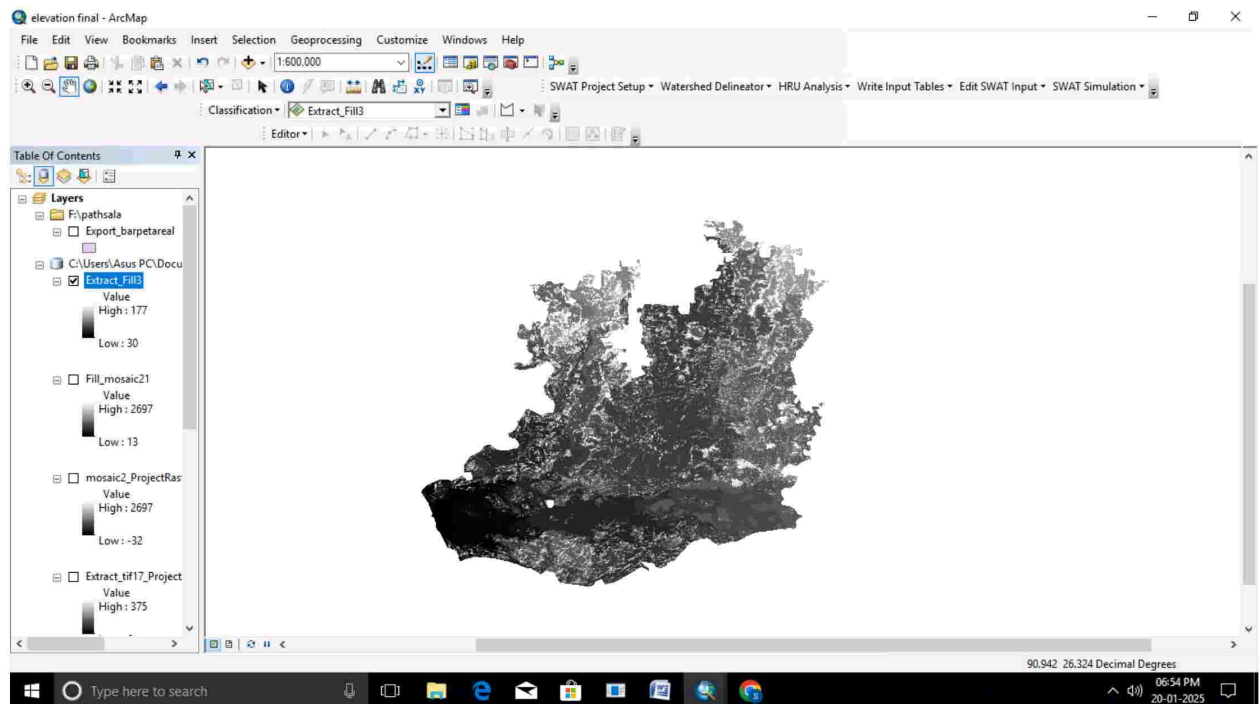 elevation final - ArcMap
File Edit View Bookmarks Insert Selection Geoprocessing Customize Windows Help
1:600,000
SWAT Project Setup Watershed Delineator HRU Analysis Write Input Tables Edit SWAT Input SWAT Simulation
Classification Extract_Fill3
Editor
Table Of Contents
Layers
F:\pathsala
Export_barpetareal
C:\Users\Asus PC\Docu
Extract_Fill3
Value
High : 177
Low : 30
Fill_mosaic21
Value
High : 2697
Low : 13
mosaic2_ProjectRas
Value
High : 2697
Low : -32
Extract_tif17_Project
Value
High : 375
90.942 26.324 Decimal Degrees
Type here to search
06:54 PM
20-01-2025